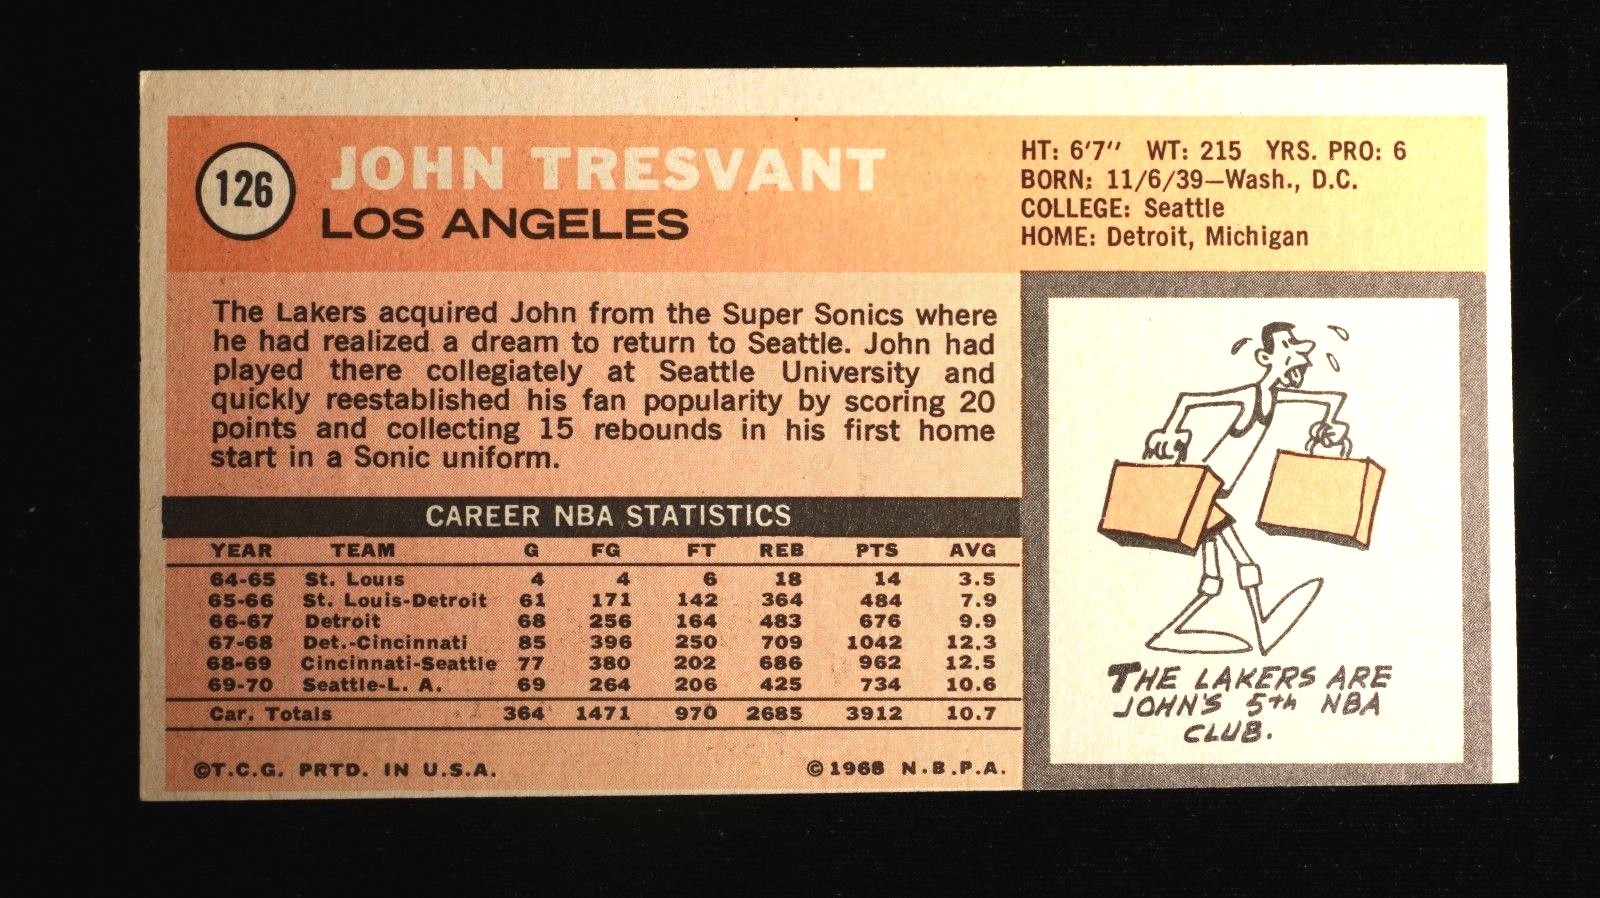 126
JOHN TRESVANT
LOS ANGELES
HT: 6'7" WT: 215 YRS. PRO: 6
BORN: 11/6/39—Wash., D.C.
COLLEGE: Seattle
HOME: Detroit, Michigan
The Lakers acquired John from the Super Sonics where
he had realized a dream to return to Seattle. John had
played there collegiately at Seattle University and
quickly reestablished his fan popularity by scoring 20
points and collecting 15 rebounds in his first home
start in a Sonic uniform.
CAREER NBA STATISTICS
YEAR TEAM G FG FT REB PTS AVG
64-65 St. Louis 4 4 6 18 14 3.5
65-66 St. Louis-Detroit 61 171 142 364 484 7.9
66-67 Detroit 68 256 164 483 676 9.9
67-68 Det.-Cincinnati 85 396 250 709 1042 12.3
68-69 Cincinnati-Seattle 77 380 202 686 962 12.5
69-70 Seattle-L. A. 69 264 206 425 734 10.6
Car. Totals 364 1471 970 2685 3912 10.7
©T.C.G. PRTD. IN U.S.A. ©1968 N.B.P.A.
THE LAKERS ARE
JOHN'S 5th NBA
CLUB.